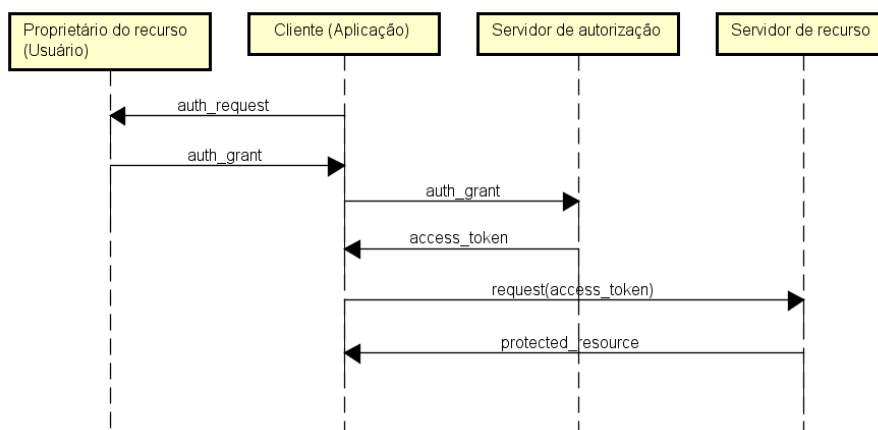 Proprietário do recurso
(Usuário)
Cliente (Aplicação)
Servidor de autorização
Servidor de recurso
auth_request
auth_grant
auth_grant
access_token
request(access_token)
protected_resource